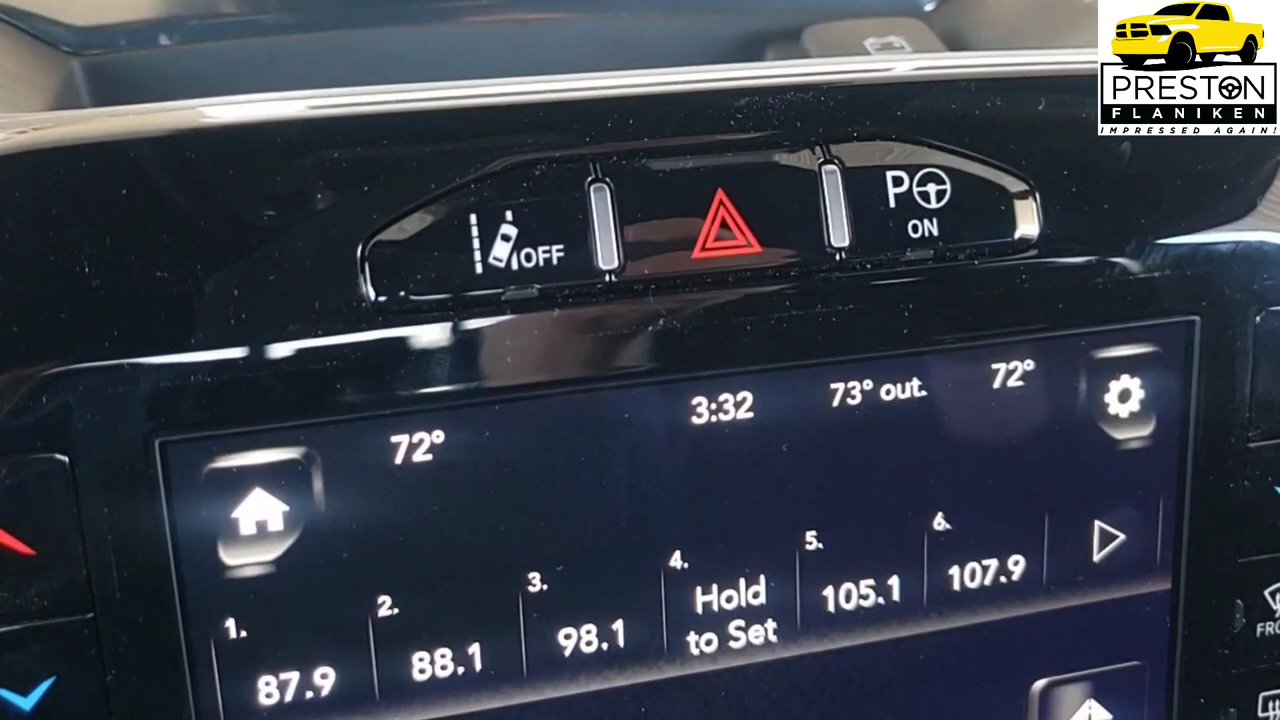 PRESTON
FLANIKEN
IMPRESSED AGAIN!
P
OFF
ON
72°
3:32
73° out.
72°
1.
87.9
2.
88.1
3.
98.1
4.
Hold
to Set
5.
105.1
6.
107.9